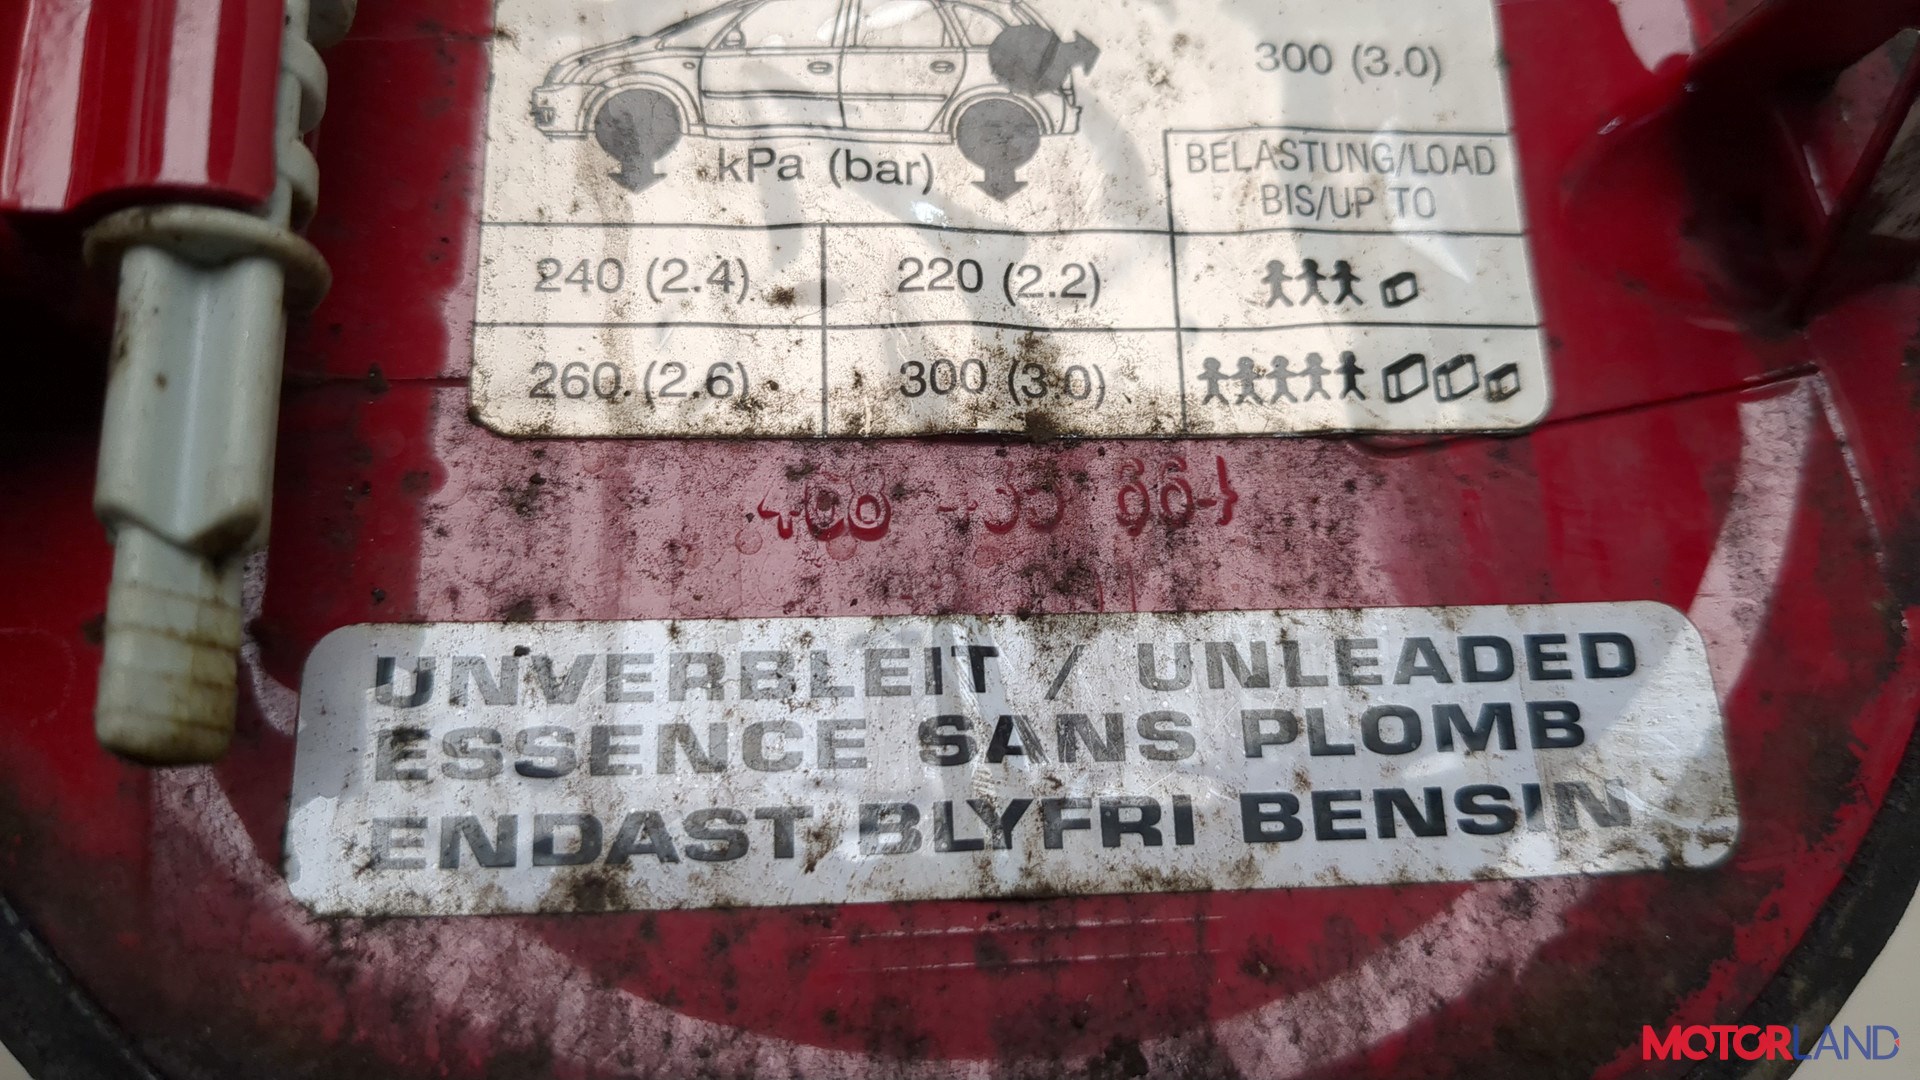 300 (3.0)
kPa (bar)
BELASTUNG/LOAD
BIS/UP TO
240 (2.4)
220 (2.2)
260 (2.6)
300 (3.0)
UNVERBLEIT / UNLEADED
ESSENCE SANS PLOMB
ENDAST BLYFRI BENSIN
MOTORLAND